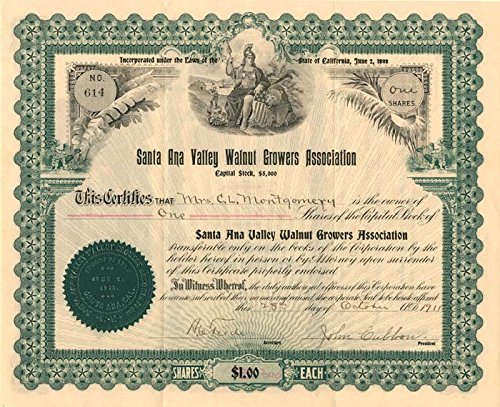 Incorporated under the Laws of the State of California, June 2, 1898
NO.
614
One
SHARES.
Santa Ana Valley Walnut Growers Association
Capital Stock, $5,000
This Certifies THAT Mrs. C.L. Montgomery is the owner of
One Shares of the Capital Stock of
Santa Ana Valley Walnut Growers Association
transferable only on the books of the Corporation by the
holder hereof in person or by Attorney upon surrender
of this Certificate properly endorsed.
In Witness Whereof, the duly authorized officers of this Corporation have
hereunto subscribed their names and caused the corporate Seal to be hereto affixed
this day of October A.D. 1911
John Cubbon
Secretary
President
SHARES $1.00 EACH